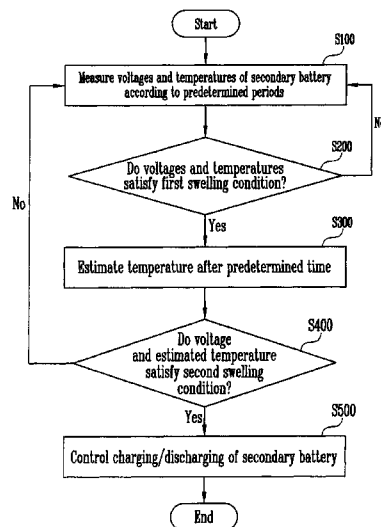 Start
S100
Measure voltages and temperatures of secondary battery
according to predetermined periods
S200
Do voltages and temperatures
satisfy first swelling condition?
No
Yes
S300
Estimate temperature after predetermined time
S400
Do voltage
and estimated temperature
satisfy second swelling
condition?
Yes
S500
Control charging/discharging of secondary battery
End